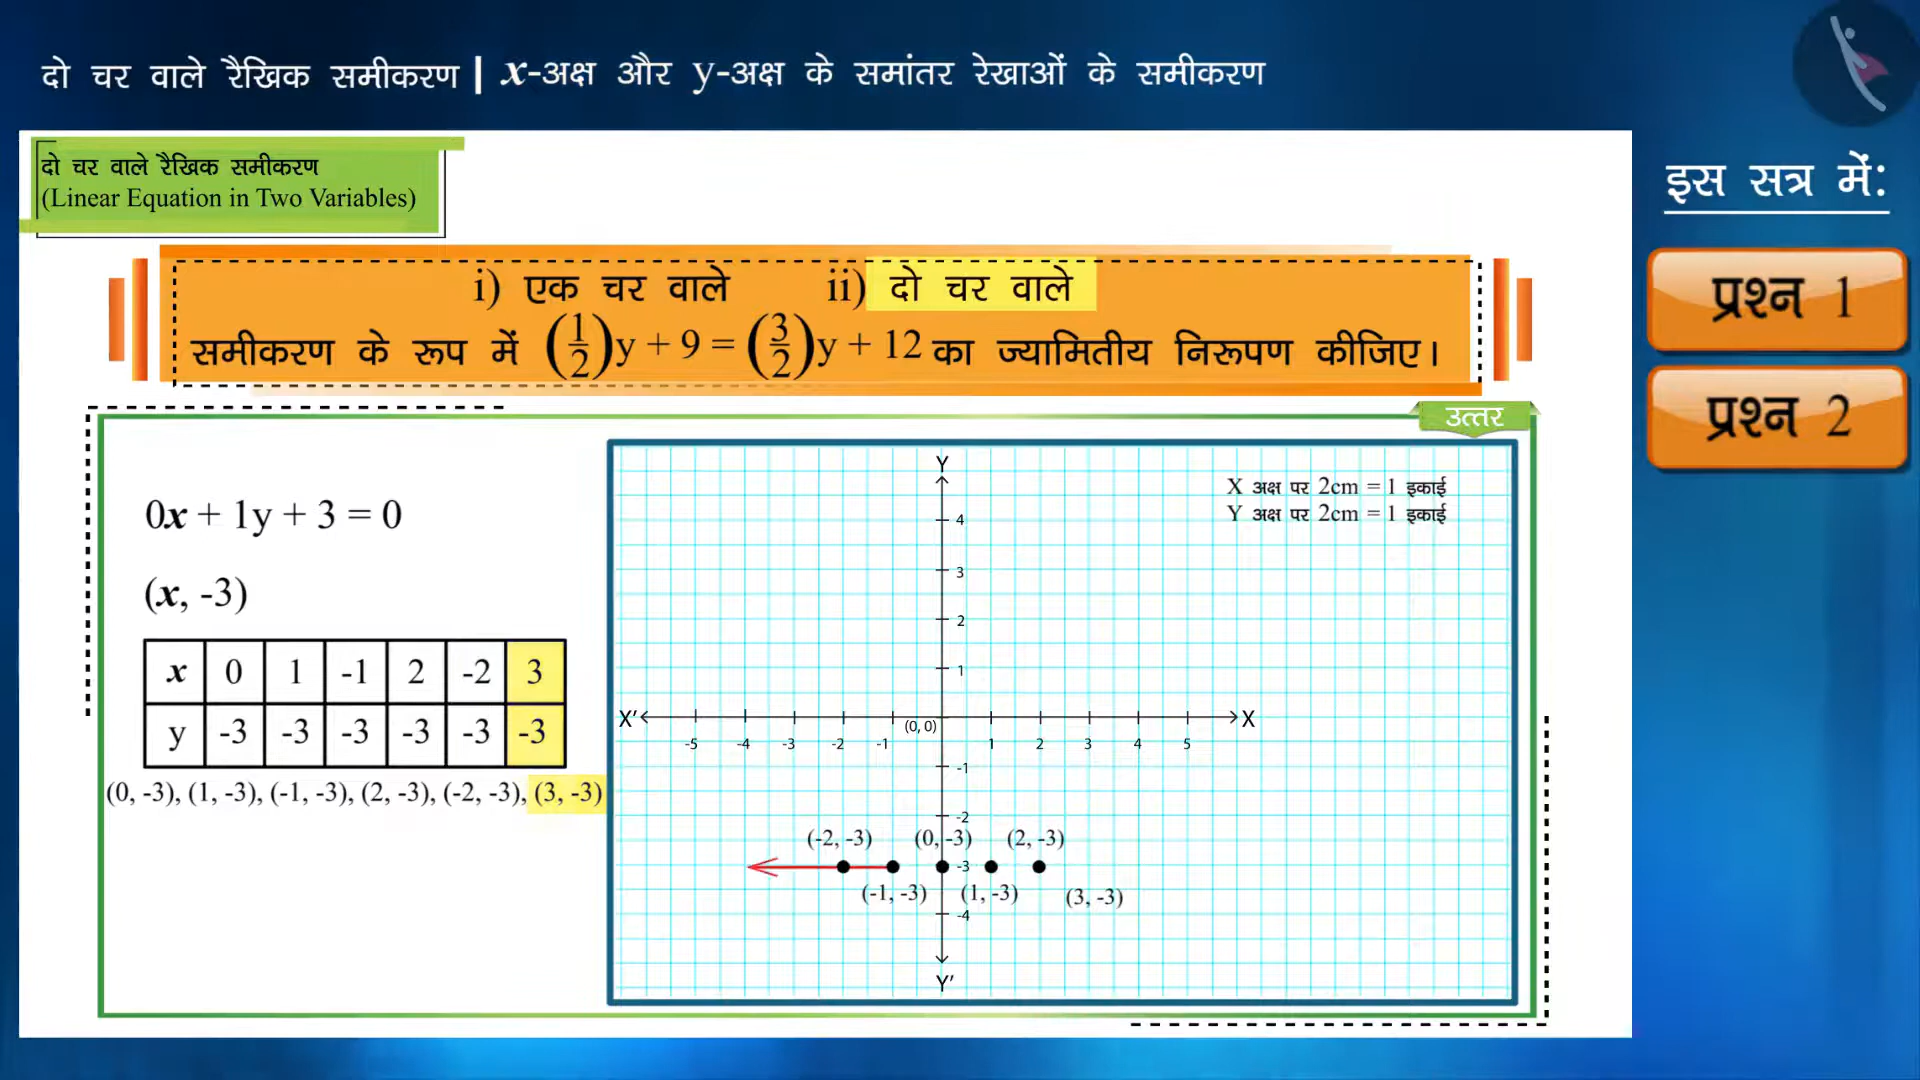 दो चर वाले रैखिक समीकरण | x-अक्ष और y-अक्ष के समांतर रेखाओं के समीकरण
दो चर वाले रैखिक समीकरण
(Linear Equation in Two Variables)
i) एक चर वाले ii) दो चर वाले
समीकरण के रूप में (1/2)y + 9 = (3/2)y + 12 का ज्यामितीय निरूपण कीजिए।
इस सत्र में:
प्रश्न 1
प्रश्न 2
उत्तर
0x + 1y + 3 = 0
(x, -3)
x 0 1 -1 2 -2 3
y -3 -3 -3 -3 -3 -3
(0, -3), (1, -3), (-1, -3), (2, -3), (-2, -3), (3, -3)
X अक्ष पर 2cm = 1 इकाई
Y अक्ष पर 2cm = 1 इकाई
Y
4
3
2
1
X' (0, 0) X
-5 -4 -3 -2 -1 1 2 3 4 5
-1
-2
(-2, -3) (0, -3) (2, -3)
-3
(-1, -3) (1, -3) (3, -3)
-4
Y'